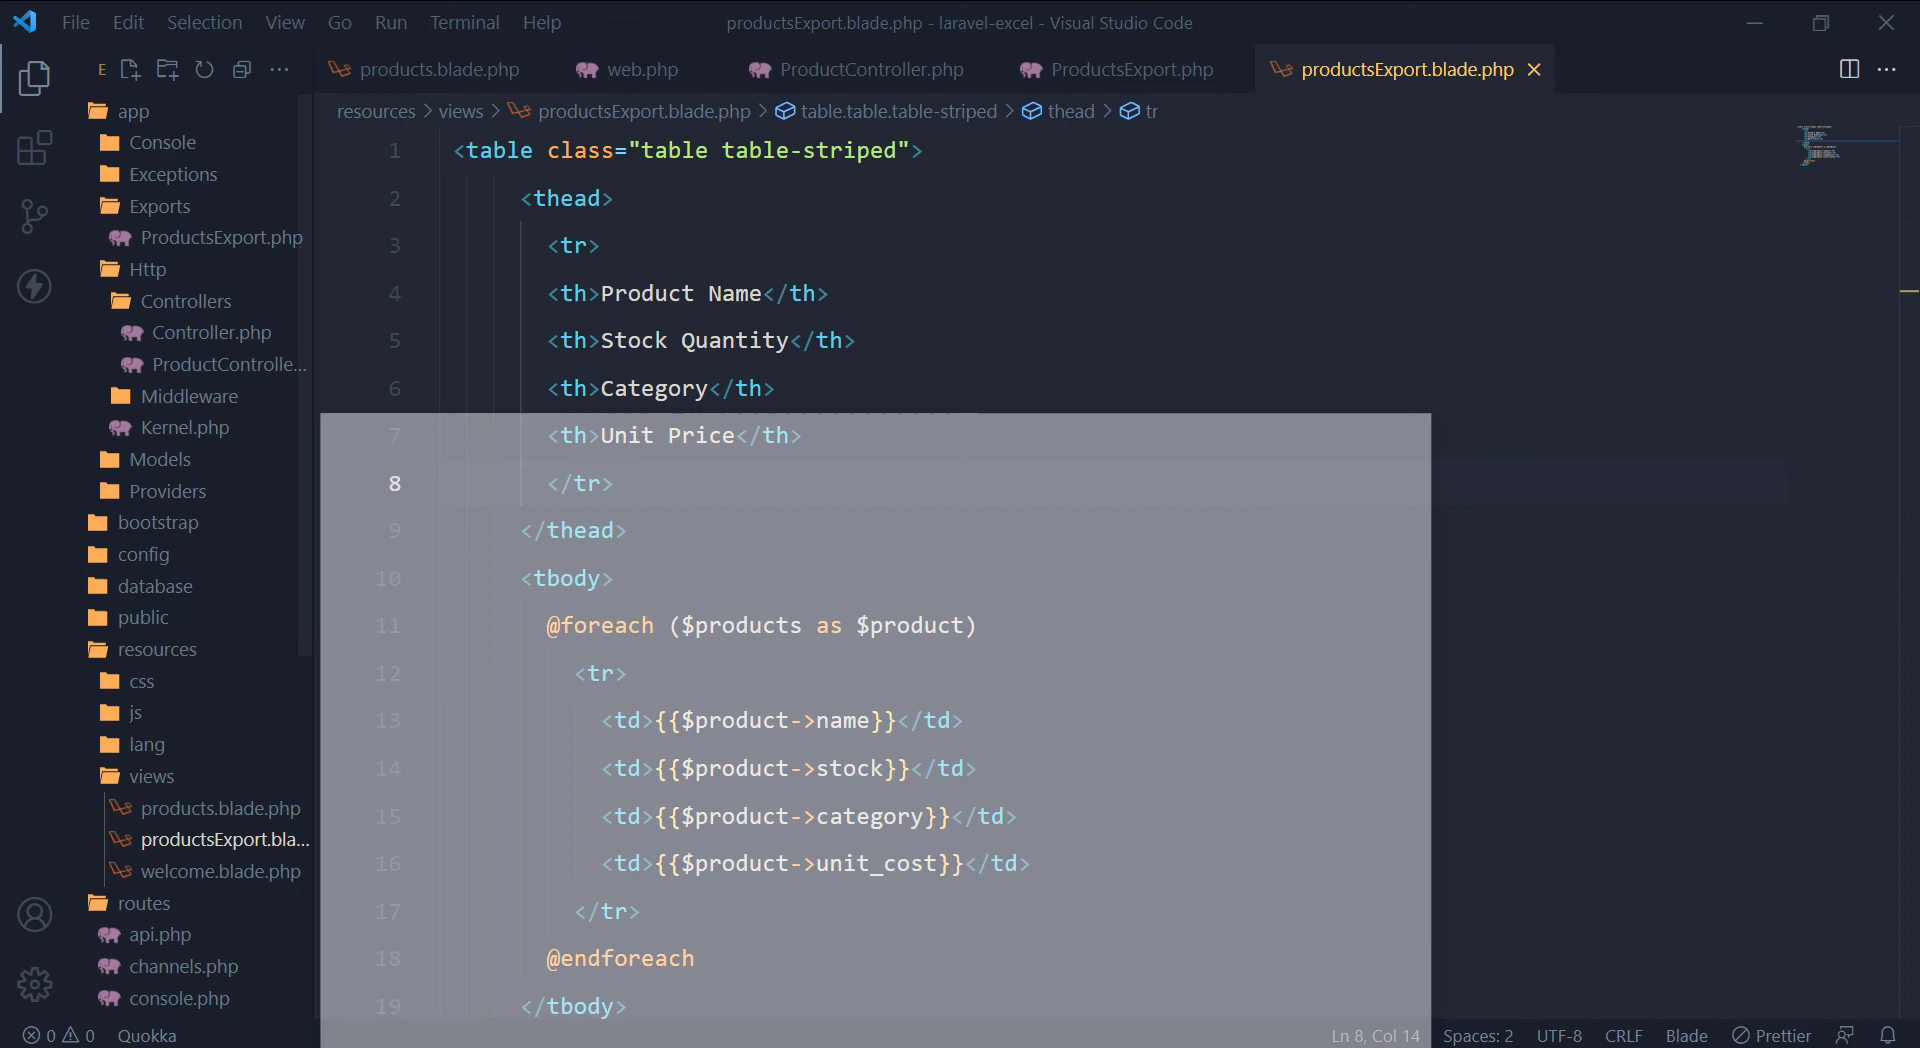 File Edit Selection View Go Run Terminal Help
productsExport.blade.php - laravel-excel - Visual Studio Code
E
products.blade.php
web.php
ProductController.php
ProductsExport.php
productsExport.blade.php
resources > views > productsExport.blade.php > table.table.table-striped > thead > tr
app
Console
Exceptions
Exports
ProductsExport.php
Http
Controllers
Controller.php
ProductControlle...
Middleware
Kernel.php
Models
Providers
bootstrap
config
database
public
resources
css
js
lang
views
products.blade.php
productsExport.bla...
welcome.blade.php
routes
api.php
channels.php
console.php
1 <table class="table table-striped">
2 <thead>
3 <tr>
4 <th>Product Name</th>
5 <th>Stock Quantity</th>
6 <th>Category</th>
7 <th>Unit Price</th>
8 </tr>
9 </thead>
10 <tbody>
11 @foreach ($products as $product)
12 <tr>
13 <td>{{$product->name}}</td>
14 <td>{{$product->stock}}</td>
15 <td>{{$product->category}}</td>
16 <td>{{$product->unit_cost}}</td>
17 </tr>
18 @endforeach
19 </tbody>
0 0 Quokka
Ln 8, Col 14 Spaces: 2 UTF-8 CRLF Blade Prettier